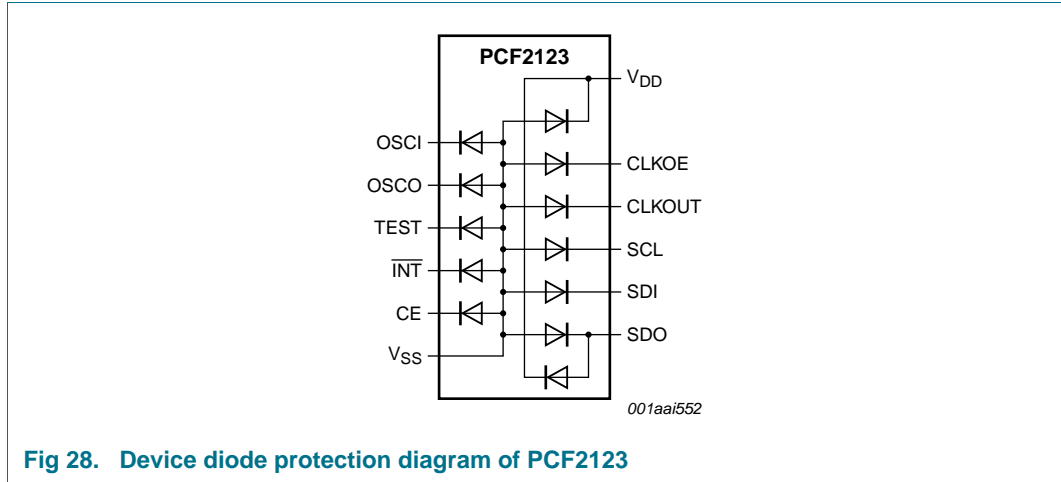 PCF2123
VDD
OSCI
CLKOE
OSCO
CLKOUT
TEST
SCL
INT
SDI
CE
SDO
VSS
001aai552
Fig 28. Device diode protection diagram of PCF2123